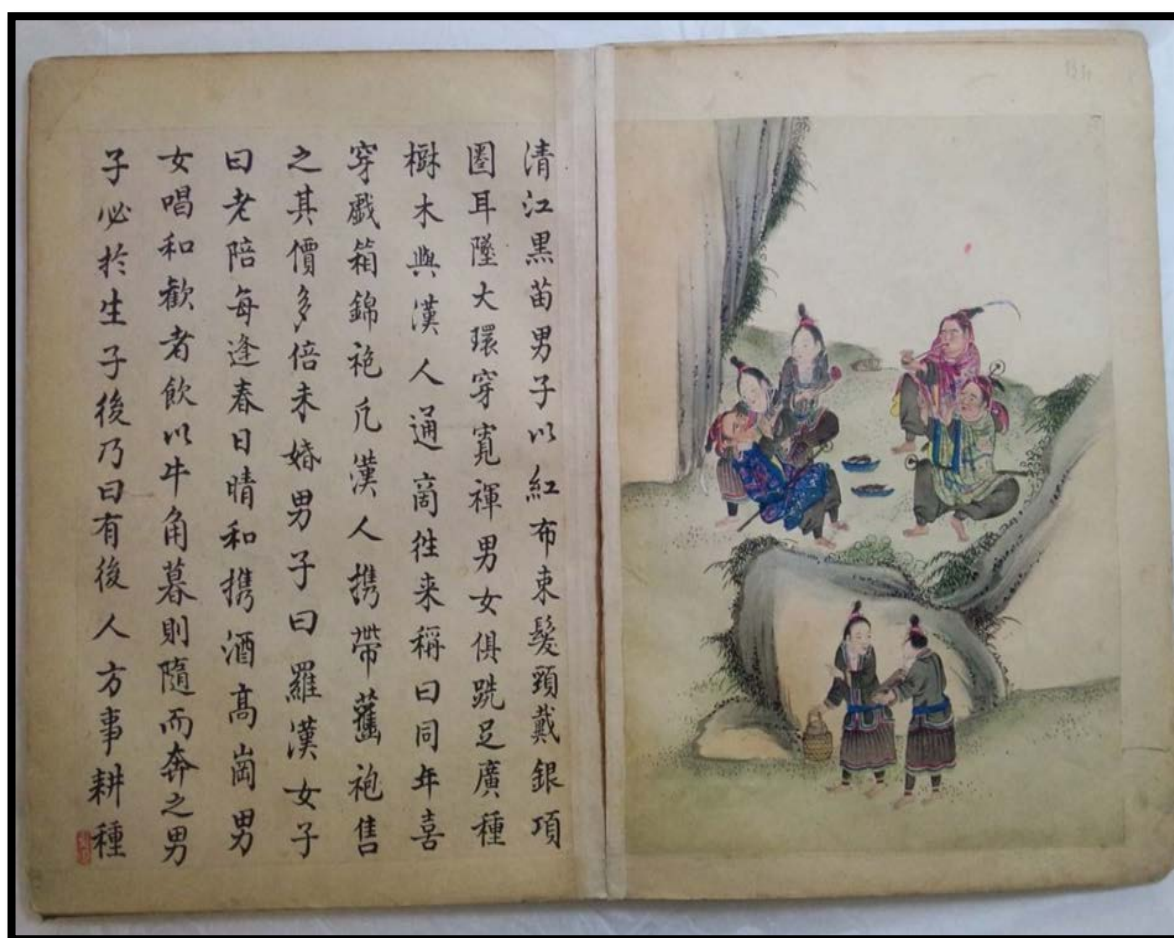 清江黑苗男子以紅布束髮頸戴銀項
圈耳墜大環穿寬褌男女俱跣足廣種
樹木與漢人通商徃来稱曰同年喜
穿戲箱錦袍凡漢人携帶舊袍售
之其價多倍未婚男子曰羅漢女子
曰老陪每逢春日晴和携酒高崗男
女唱和歡者飲以牛角暮則隨而奔之男
子必於生子後乃曰有後人方事耕種